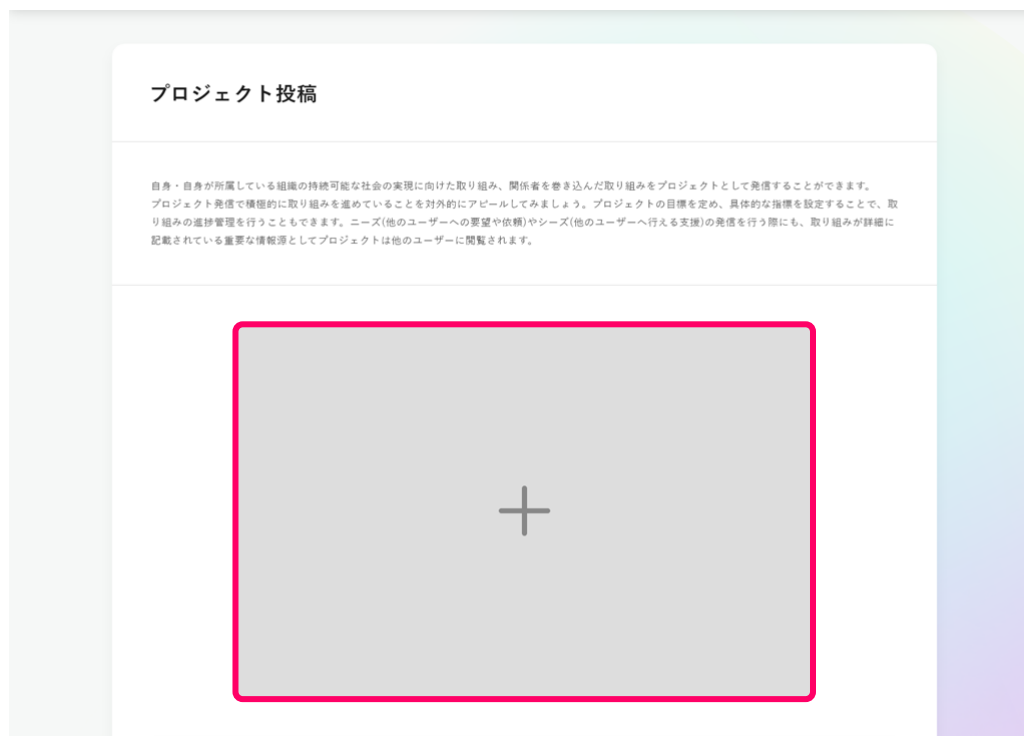 プロジェクト投稿
自身・自身が所属している組織の持続可能な社会の実現に向けた取り組み、関係者を巻き込んだ取り組みをプロジェクトとして発信することができます。
プロジェクト発信で積極的に取り組みを進めていることを対外的にアピールしてみましょう。プロジェクトの目標を定め、具体的な指標を設定することで、取
り組みの進捗管理を行うこともできます。ニーズ(他のユーザーへの要望や依頼)やシーズ(他のユーザーへ行える支援)の発信を行う際にも、取り組みが詳細に
記載されている重要な情報源としてプロジェクトは他のユーザーに閲覧されます。